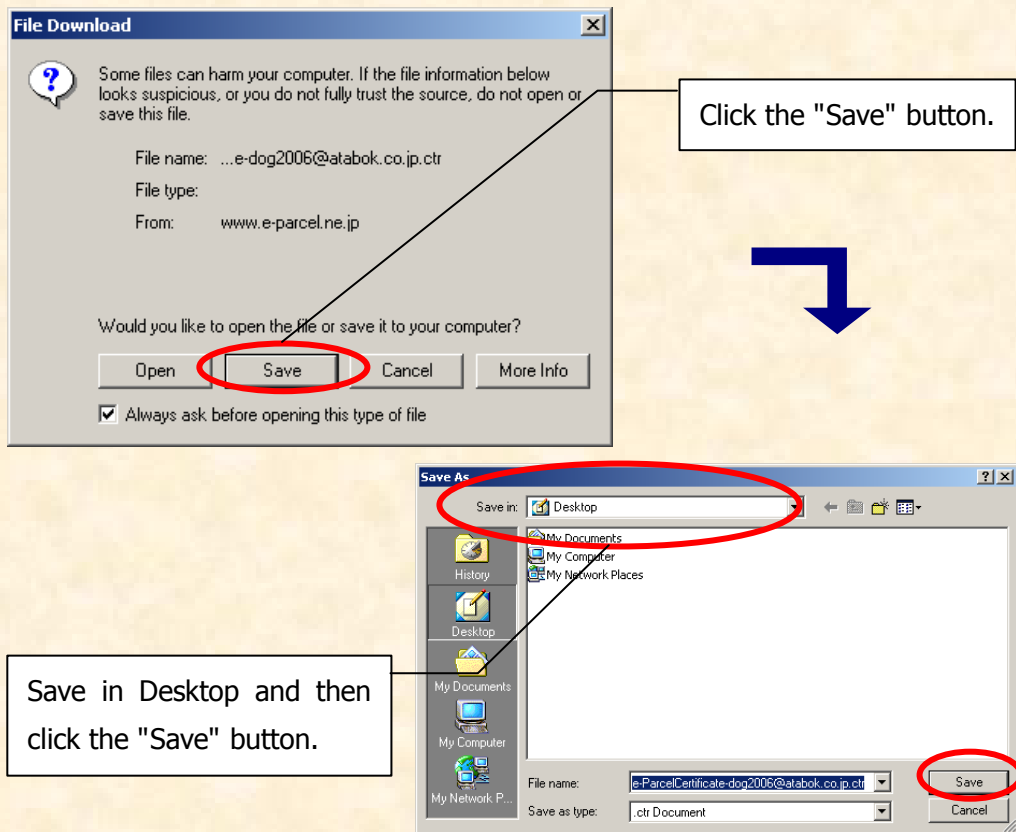 File Download
Some files can harm your computer. If the file information below
looks suspicious, or you do not fully trust the source, do not open or
save this file.
File name: ...e-dog2006@atabok.co.jp.ctr
File type:
From: www.e-parcel.ne.jp
Would you like to open the file or save it to your computer?
Open Save Cancel More Info
Always ask before opening this type of file
Click the "Save" button.
Save As
Save in: Desktop
My Documents
My Computer
My Network Places
History
Desktop
My Documents
My Computer
My Network P...
File name: e-ParcelCertificate-dog2006@atabok.co.jp.ctr Save
Save as type: .ctr Document Cancel
Save in Desktop and then
click the "Save" button.